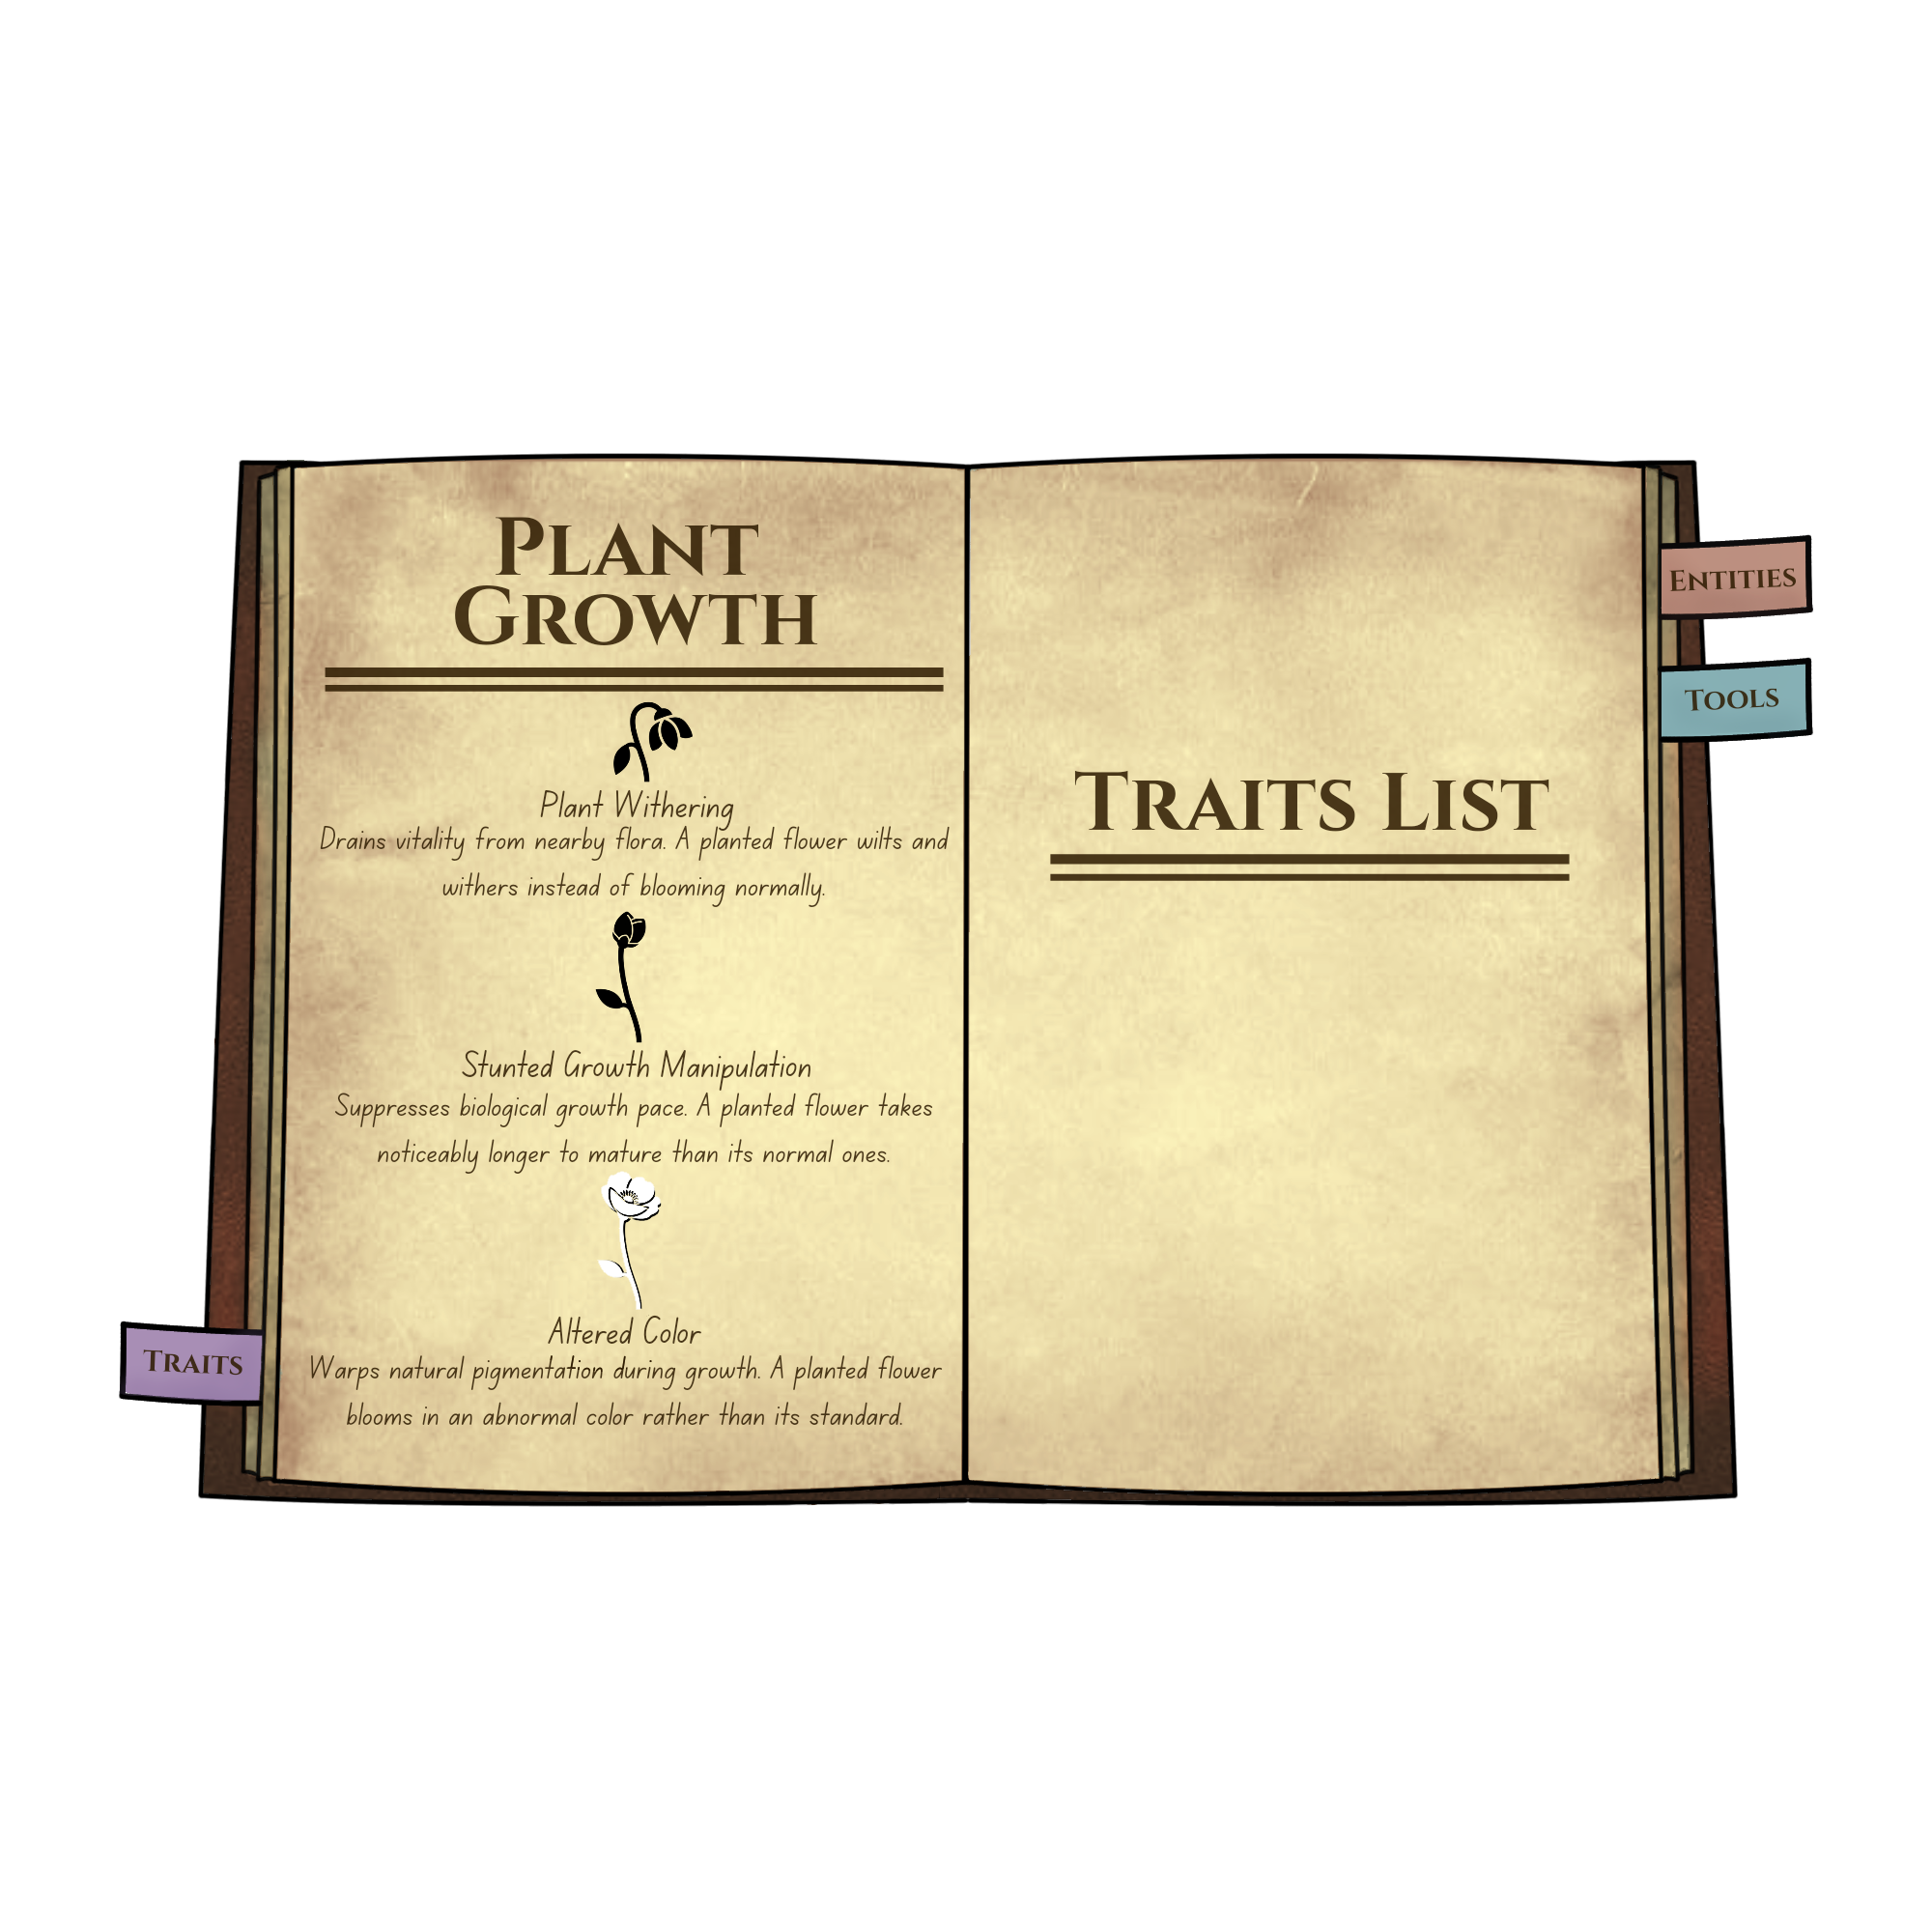 Plant
Growth
Plant Withering
Drains vitality from nearby flora. A planted flower wilts and
withers instead of blooming normally.
Stunted Growth Manipulation
Suppresses biological growth pace. A planted flower takes
noticeably longer to mature than its normal ones.
Altered Color
Warps natural pigmentation during growth. A planted flower
blooms in an abnormal color rather than its standard.
Traits
Traits List
Entities
Tools